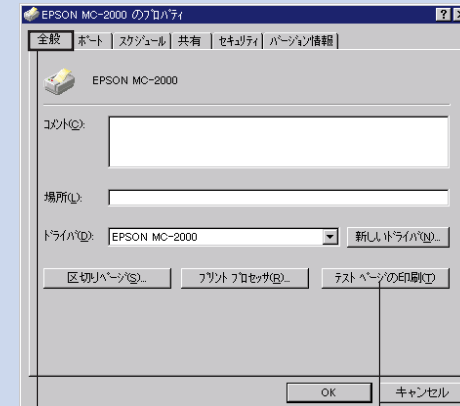 EPSON MC-2000 のﾌﾟﾛﾊﾟﾃｨ
全般 ﾎﾟｰﾄ ｽｹｼﾞｭｰﾙ 共有 ｾｷｭﾘﾃｨ ﾊﾞｰｼﾞｮﾝ情報
EPSON MC-2000
ｺﾒﾝﾄ(C):
場所(L):
ﾄﾞﾗｲﾊﾞ(D): EPSON MC-2000 新しいﾄﾞﾗｲﾊﾞ(N)...
区切りﾍﾟｰｼﾞ(S)... ﾌﾟﾘﾝﾄ ﾌﾟﾛｾｯｻ(R)... ﾃｽﾄ ﾍﾟｰｼﾞの印刷(T)
OK キャンセル